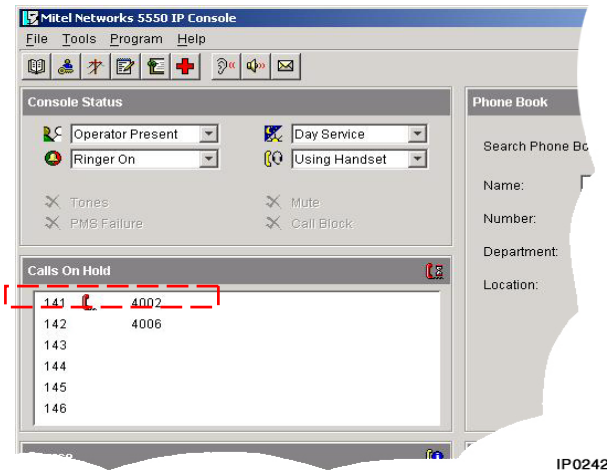 Mitel Networks 5550 IP Console
File Tools Program Help
Console Status
Phone Book
Operator Present
Day Service
Ringer On
Using Handset
Search Phone Bo
Name:
Tones
Mute
PMS Failure
Call Block
Number:
Department:
Location:
Calls On Hold
141 4002
142 4006
143
144
145
146
IP0242